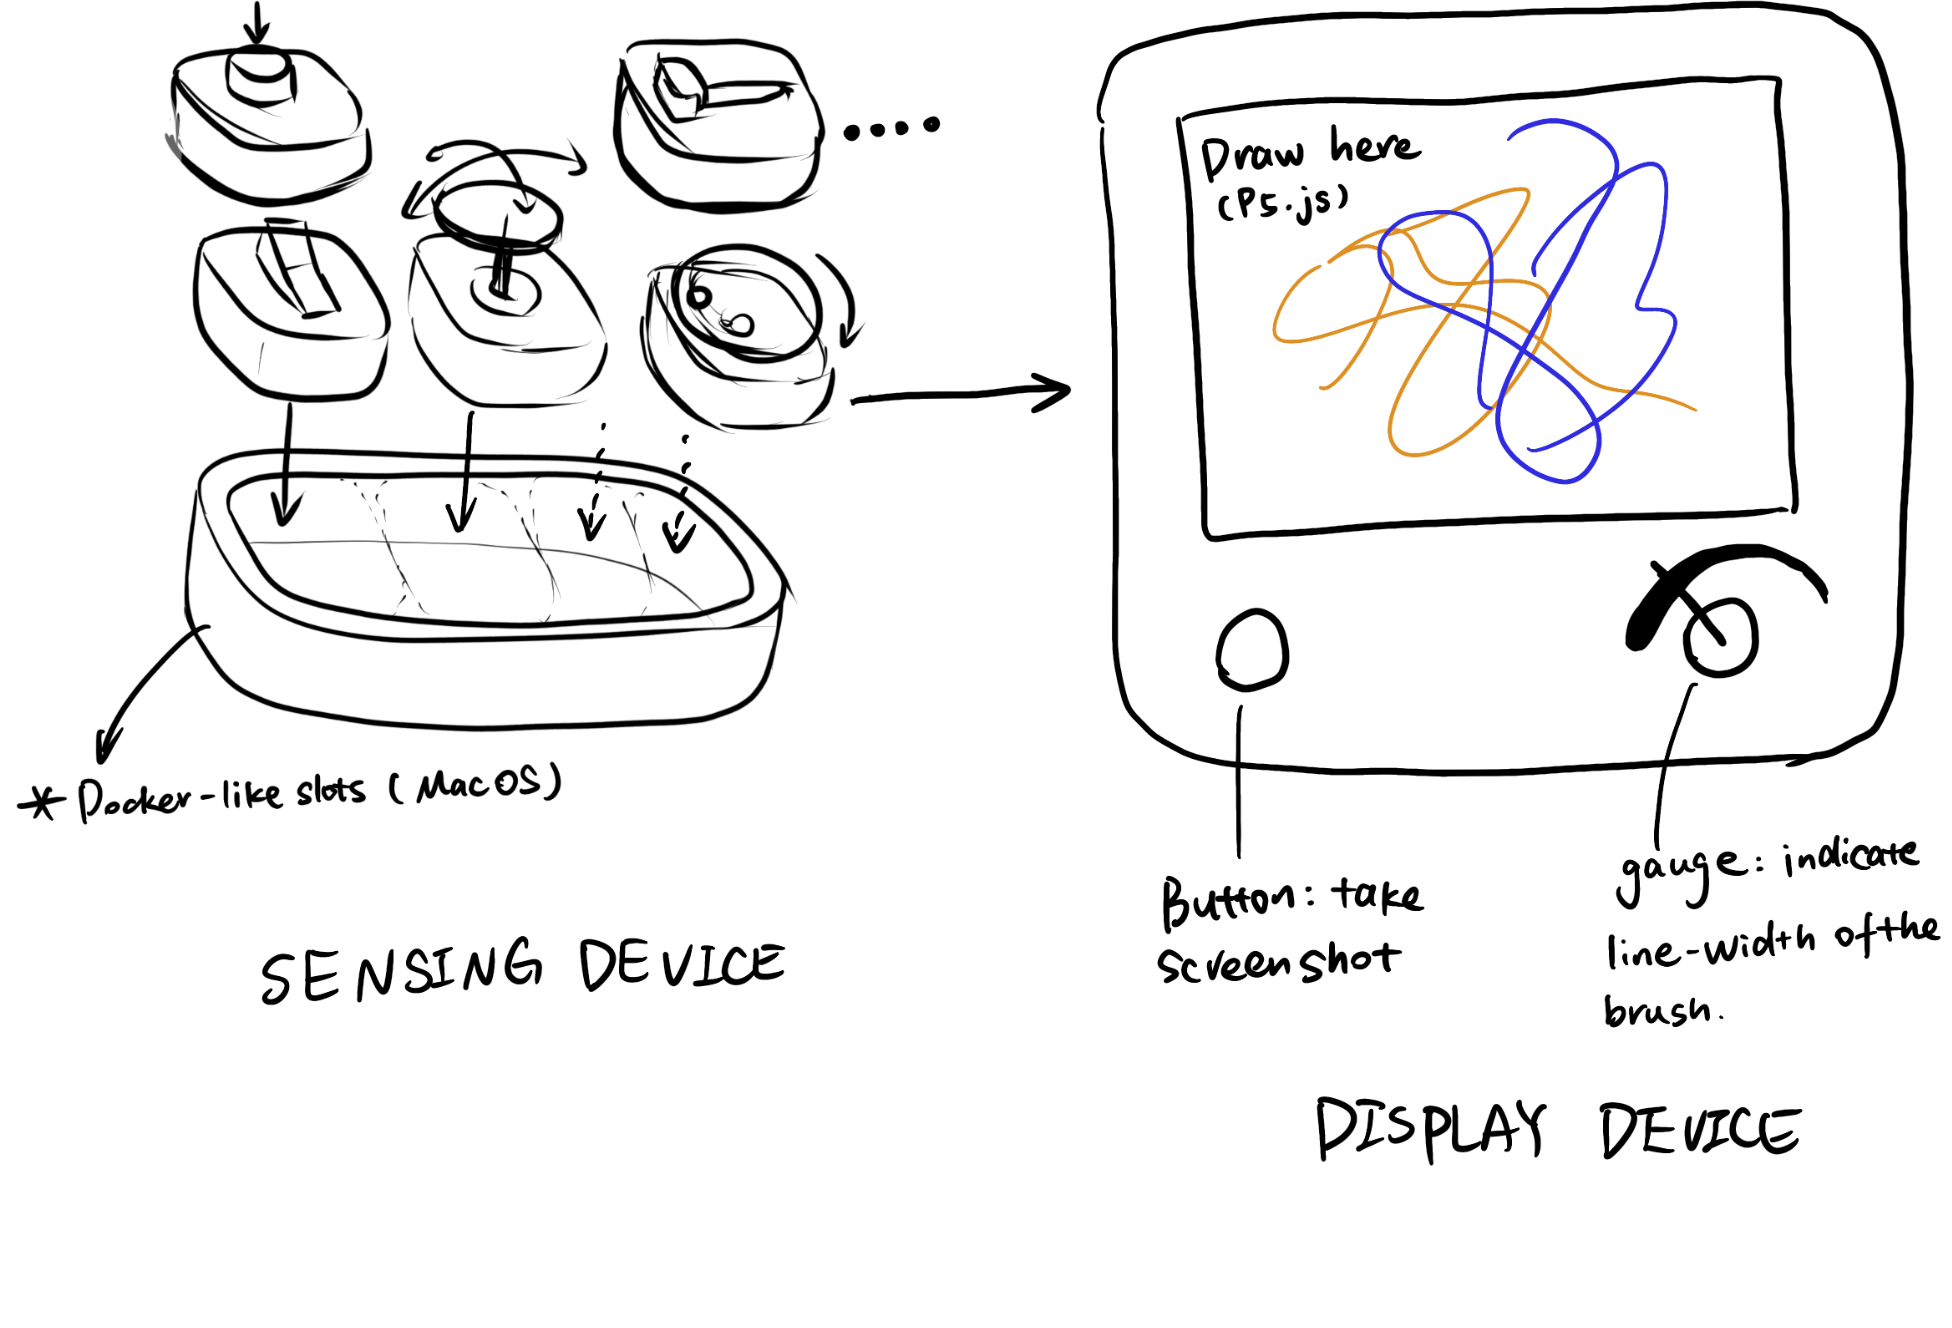 Draw here
(P5.js)
* Docker-like slots (MacOS)
SENSING DEVICE
Button: take
screenshot
gauge: indicate
line-width of the
brush.
DISPLAY DEVICE